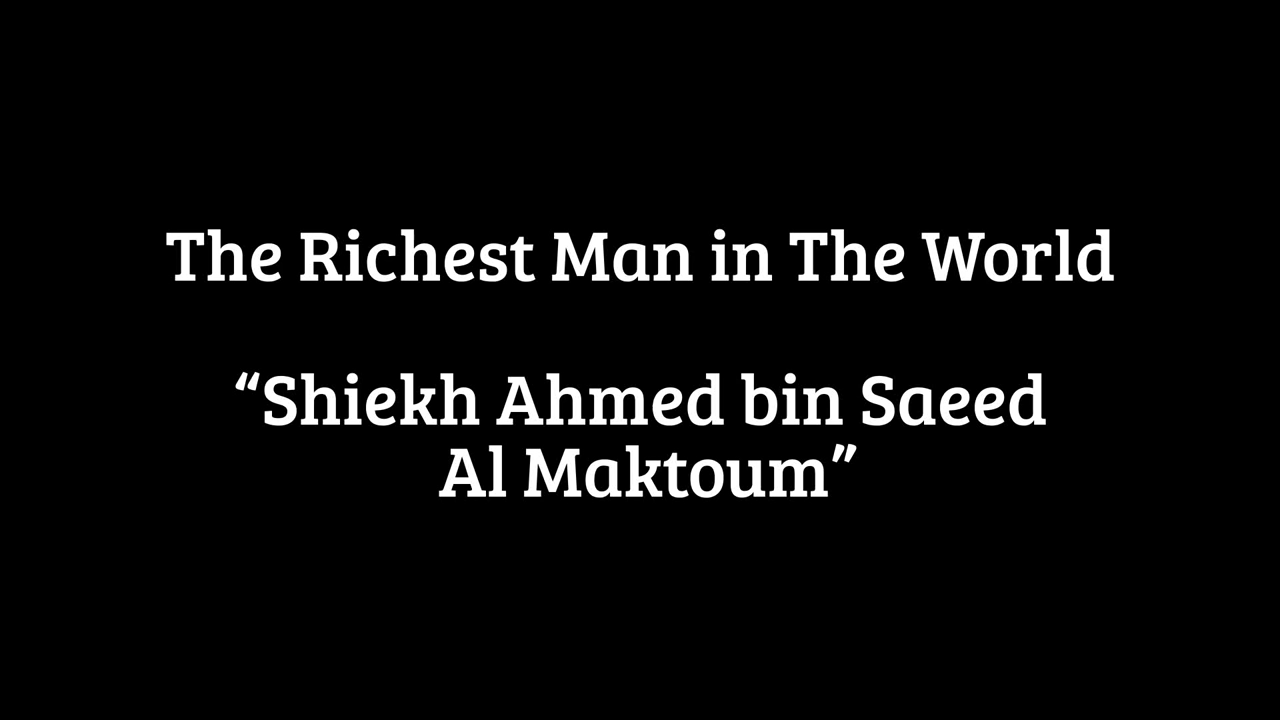 The Richest Man in The World
“Shiekh Ahmed bin Saeed
Al Maktoum”